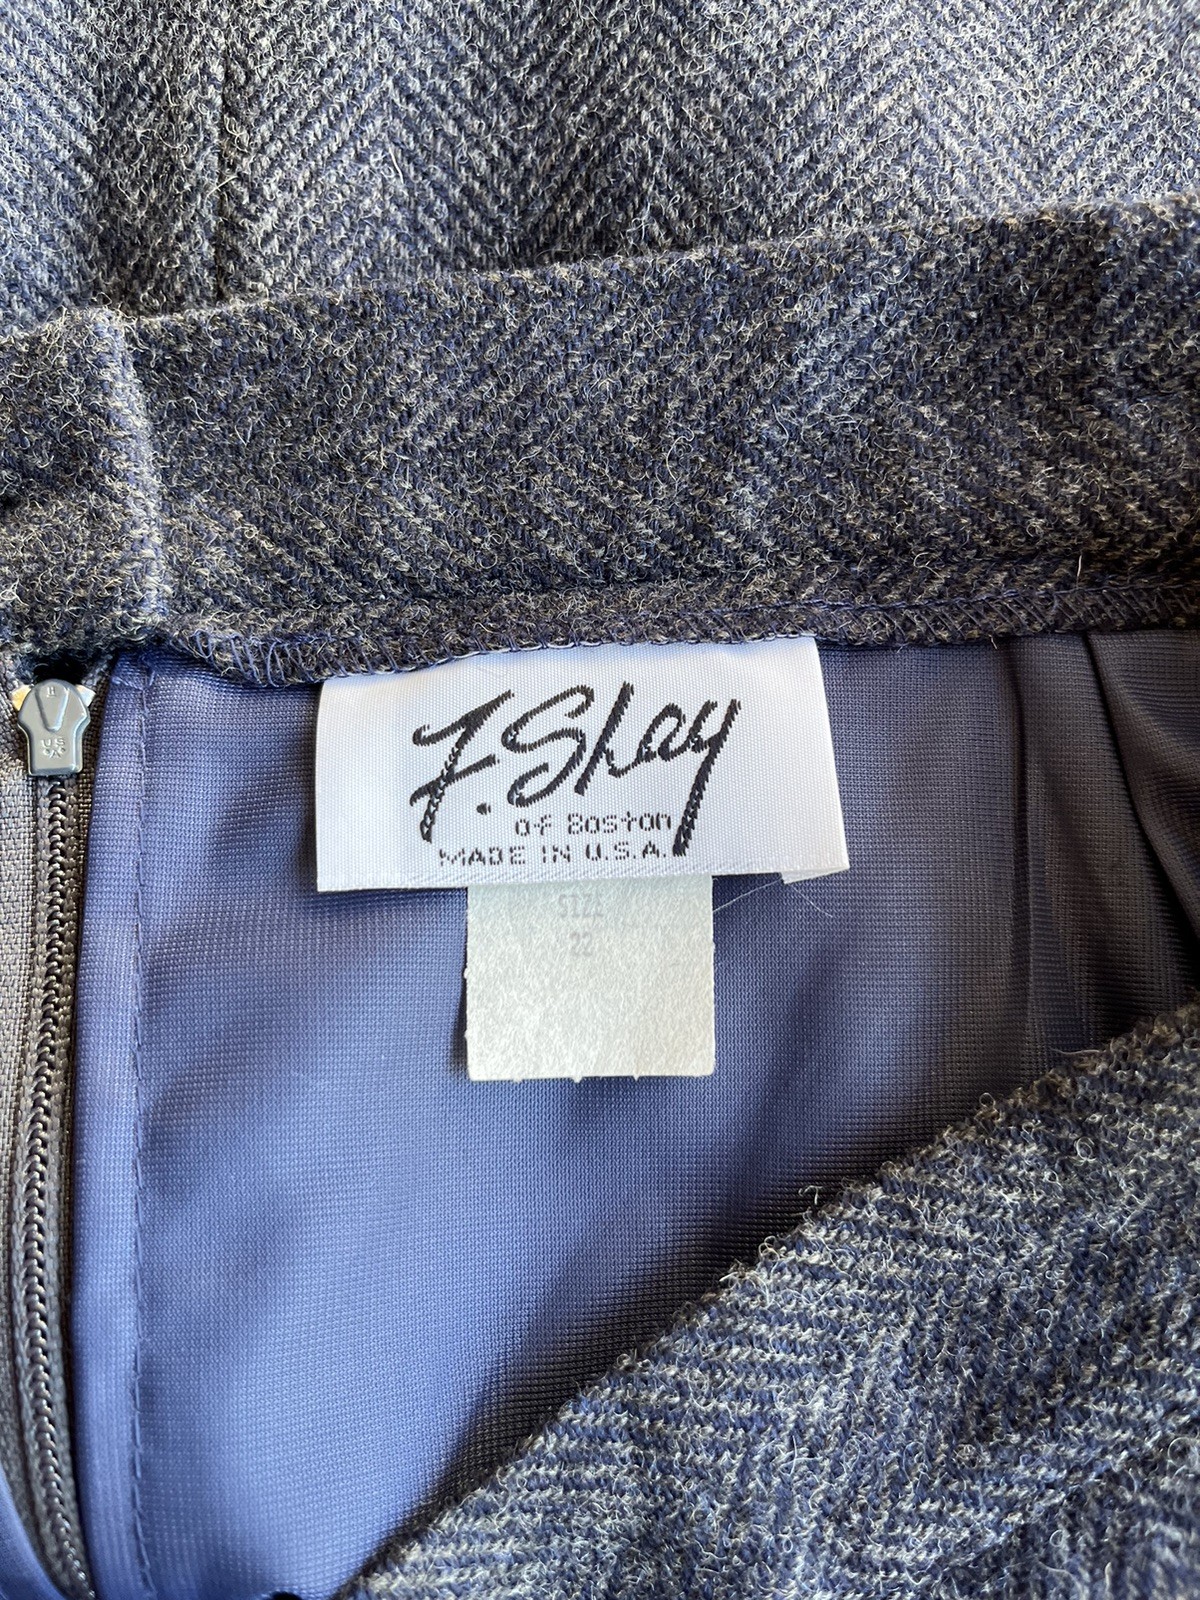 F. Shay
of Boston
MADE IN U.S.A.
SIZE
22